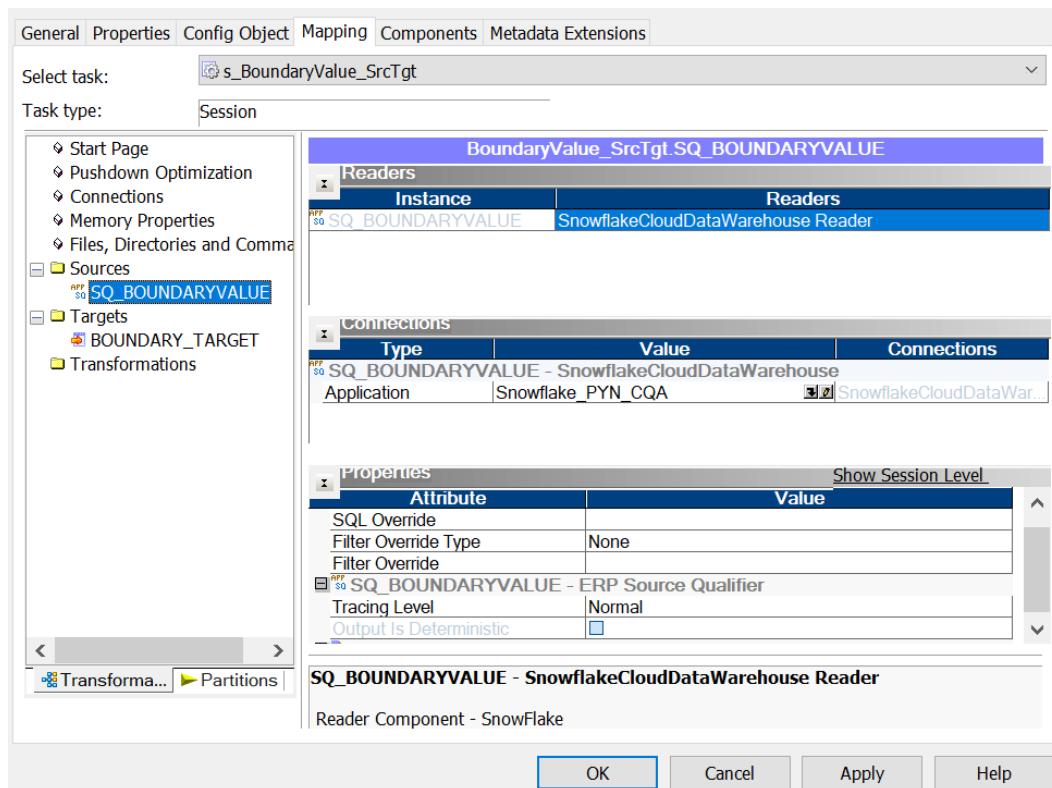 General Properties Config Object Mapping Components Metadata Extensions
Select task: s_BoundaryValue_SrcTgt
Task type: Session
Start Page
Pushdown Optimization
Connections
Memory Properties
Files, Directories and Comma
Sources
SQ_BOUNDARYVALUE
Targets
BOUNDARY_TARGET
Transformations
Transforma... Partitions
BoundaryValue_SrcTgt.SQ_BOUNDARYVALUE
Readers
Instance Readers
SQ_BOUNDARYVALUE SnowflakeCloudDataWarehouse Reader
Connections
Type Value Connections
SQ_BOUNDARYVALUE - SnowflakeCloudDataWarehouse
Application Snowflake_PYN_CQA SnowflakeCloudDataWar...
Properties Show Session Level
Attribute Value
SQL Override
Filter Override Type None
Filter Override
SQ_BOUNDARYVALUE - ERP Source Qualifier
Tracing Level Normal
Output Is Deterministic
SQ_BOUNDARYVALUE - SnowflakeCloudDataWarehouse Reader
Reader Component - SnowFlake
OK Cancel Apply Help